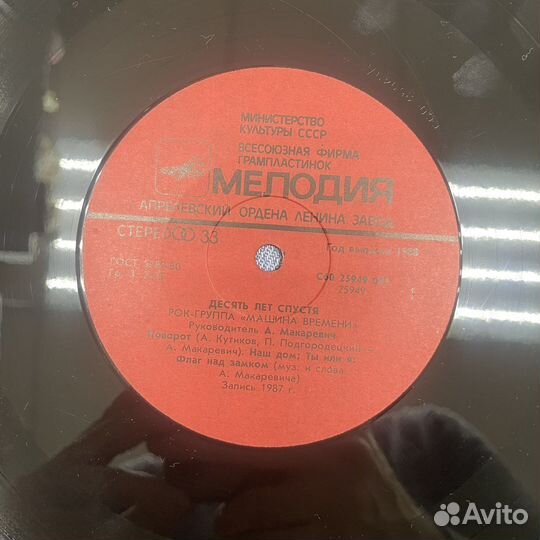 МИНИСТЕРСТВО
КУЛЬТУРЫ СССР
ВСЕСОЮЗНАЯ ФИРМА
ГРАМПЛАСТИНОК
МЕЛОДИЯ
АПРЕЛЕВСКИЙ ОРДЕНА ЛЕНИНА ЗАВОД
СТЕРЕО 33
Год выпуска 1988
ГОСТ
С60 25949
25949
ДЕСЯТЬ ЛЕТ СПУСТЯ
РОК-ГРУППА «МАШИНА ВРЕМЕНИ»
Руководитель А. Макаревич
Поворот (А. Кутиков, П. Подгородецкий—
А. Макаревич); Наш дом; Ты или я;
Флаг над замком (муз. и слова
А. Макаревича)
Запись 1987 г.
Avito